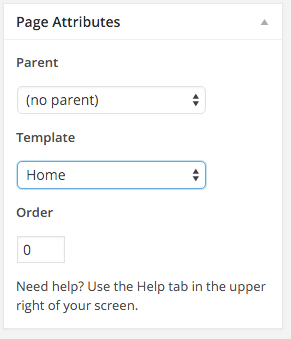 Page Attributes
Parent
(no parent)
Template
Home
Order
0
Need help? Use the Help tab in the upper
right of your screen.